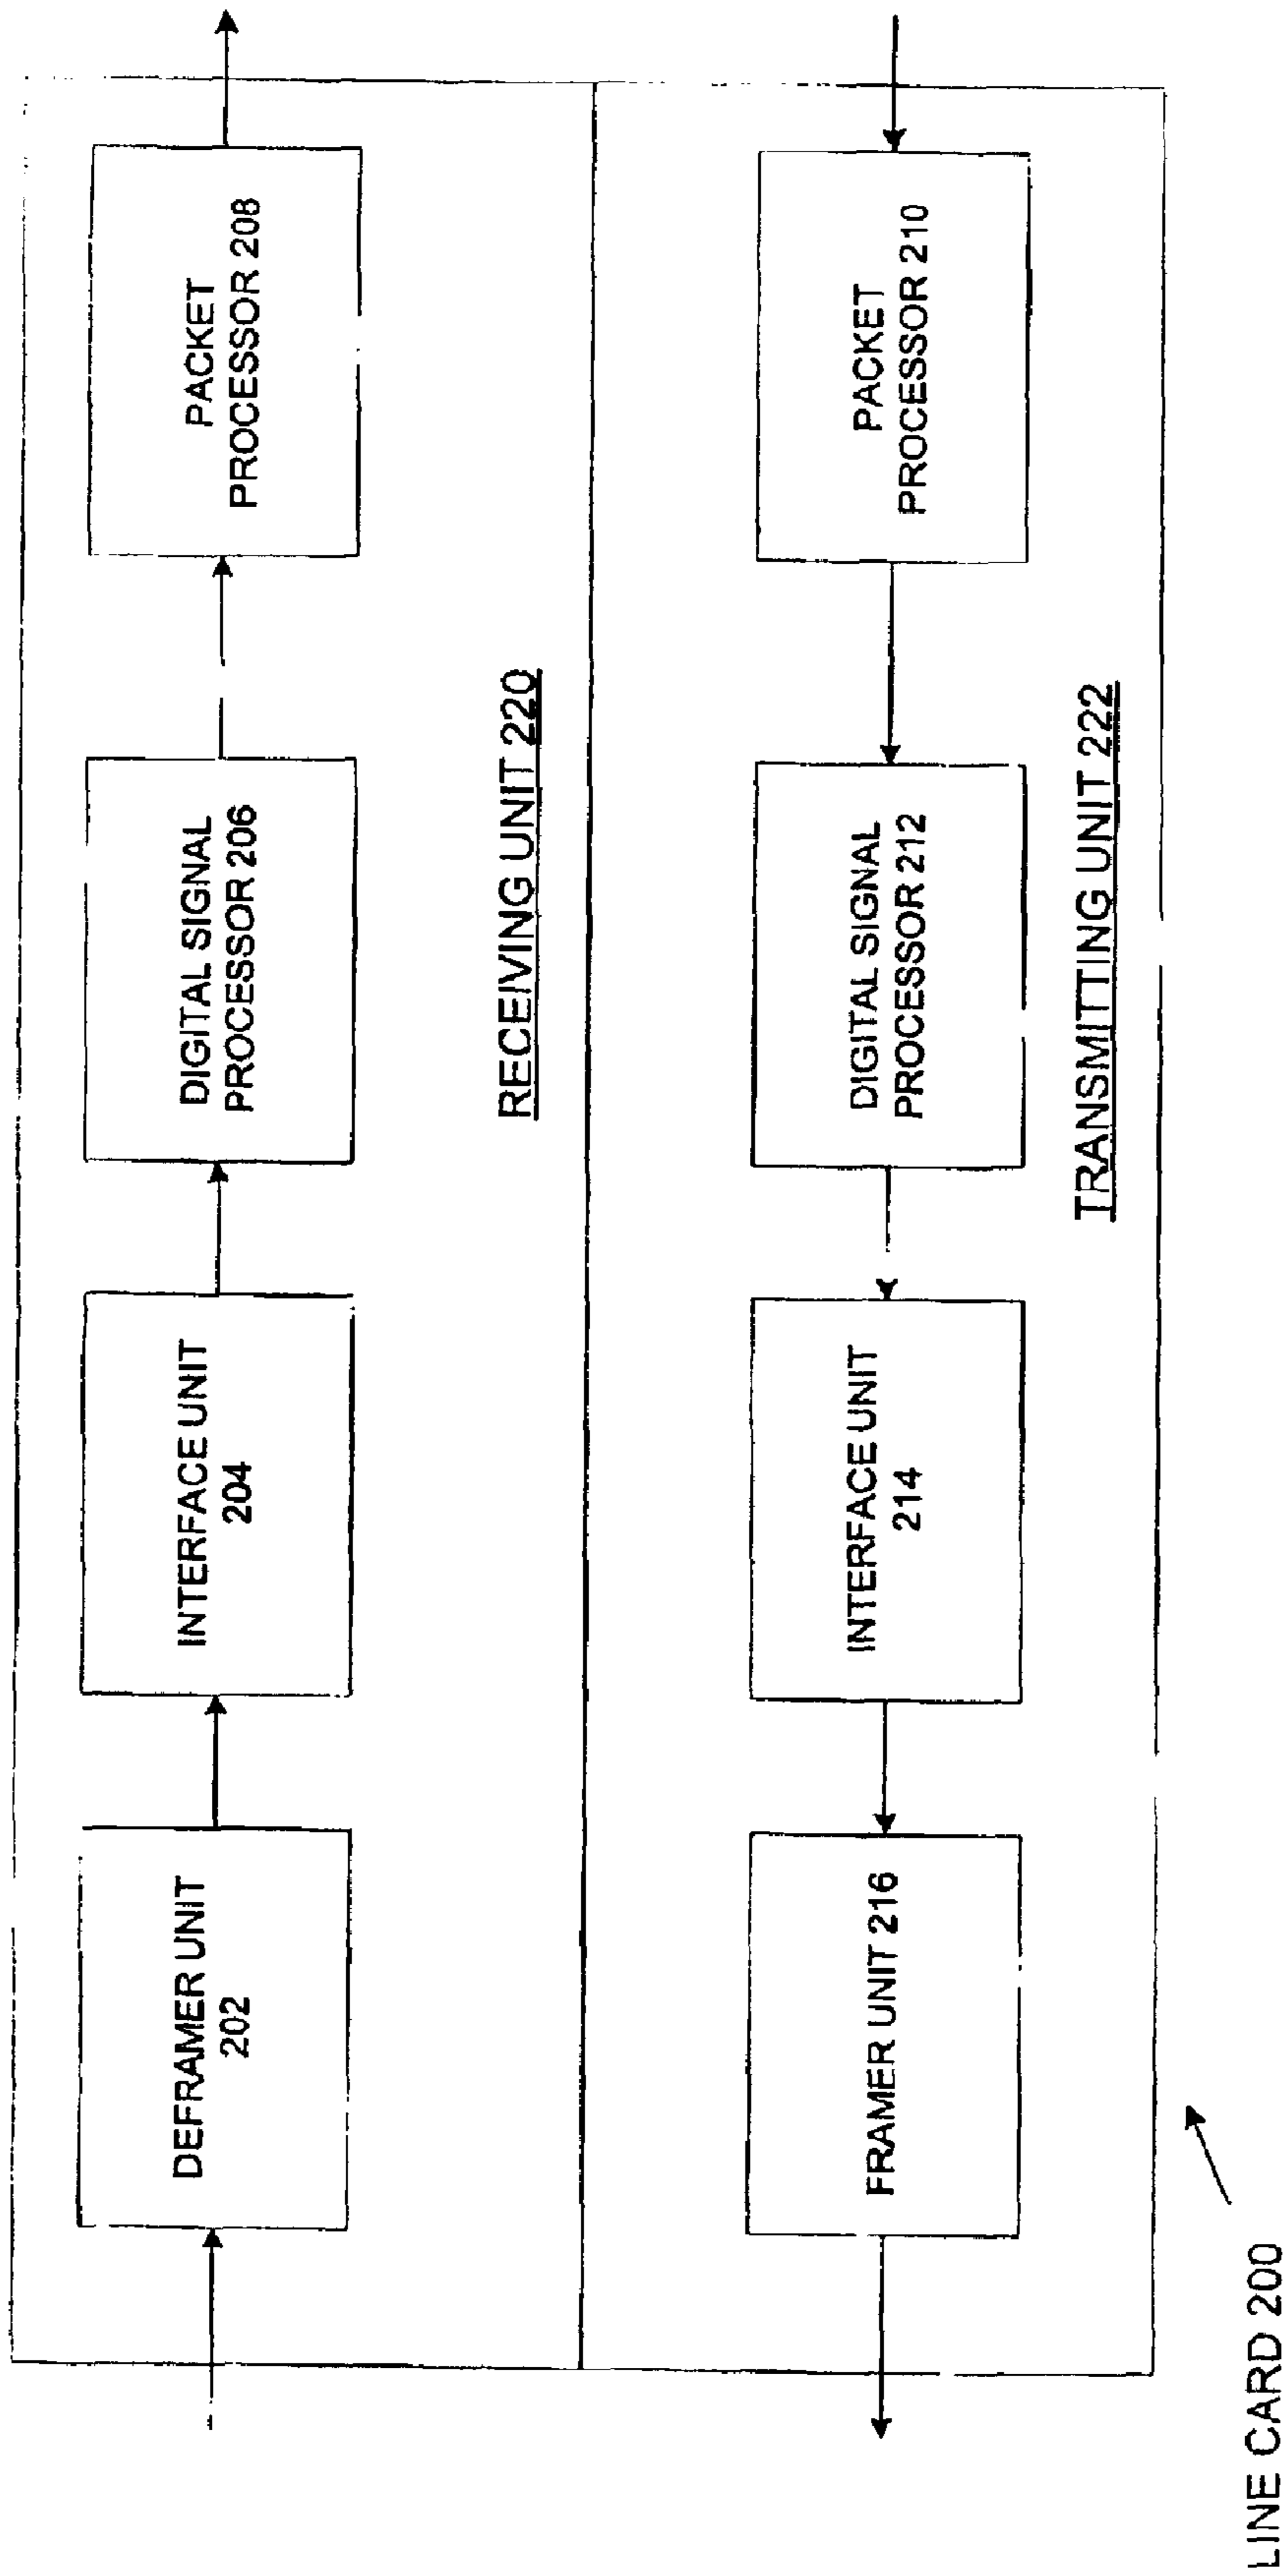 DEFRAMER UNIT
202
INTERFACE UNIT
204
DIGITAL SIGNAL
PROCESSOR 206
PACKET
PROCESSOR 208
RECEIVING UNIT 220
FRAMER UNIT 216
INTERFACE UNIT
214
DIGITAL SIGNAL
PROCESSOR 212
PACKET
PROCESSOR 210
TRANSMITTING UNIT 222
LINE CARD 200